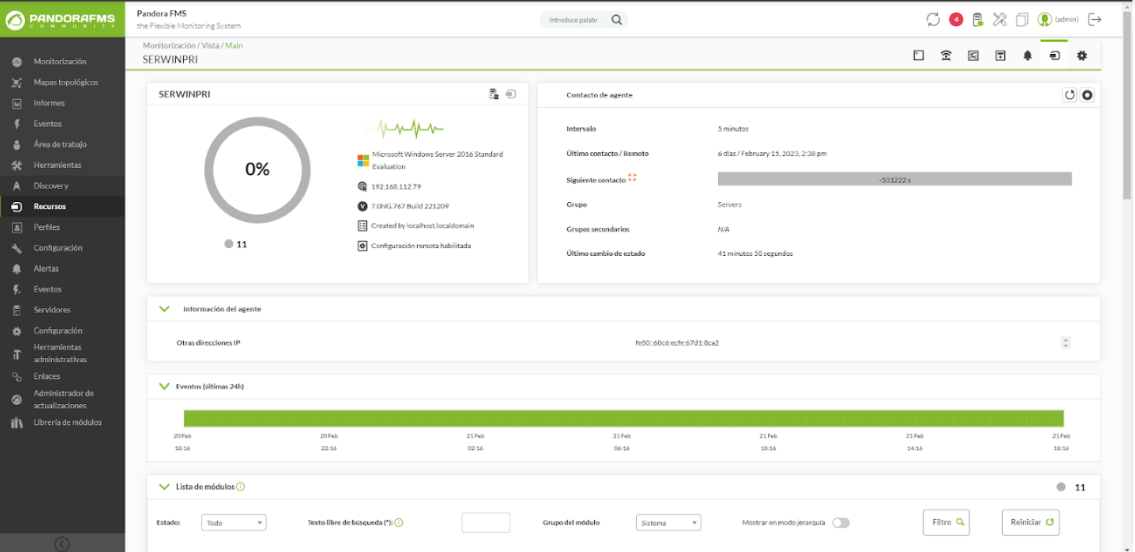 PANDORAFMS
COMMUNITY
Pandora FMS
the Flexible Monitoring System
introduce palabr
4
(admin)
Monitorización / Vista / Main
SERWINPRI
Monitorización
Mapas topológicos
Informes
Eventos
Área de trabajo
Herramientas
Discovery
Recursos
Perfiles
Configuración
Alertas
Eventos
Servidores
Configuración
Herramientas
administrativas
Enlaces
Administrador de
actualizaciones
Librería de módulos
SERWINPRI
0%
11
Microsoft Windows Server 2016 Standard
Evaluation
192.168.112.79
7.0NG.767 Build 221209
Created by localhost.localdomain
Configuración remota habilitada
Contacto de agente
Intervalo 5 minutos
Último contacto / Remoto 6 días / February 15, 2023, 2:38 pm
Siguiente contacto -531222 s
Grupo Servers
Grupos secundarios N/A
Último cambio de estado 41 minutos 58 segundos
Información del agente
Otras direcciones IP fe80::60c6:ecfe:67d1:8ca2
Eventos (últimas 24h)
20 Feb 20 Feb 21 Feb 21 Feb 21 Feb 21 Feb 21 Feb
18:16 22:16 02:16 06:16 10:16 14:16 18:16
Lista de módulos 11
Estado: Todo Texto libre de búsqueda (*): Grupo del módulo Sistema Mostrar en modo jerarquía Filtro Reiniciar